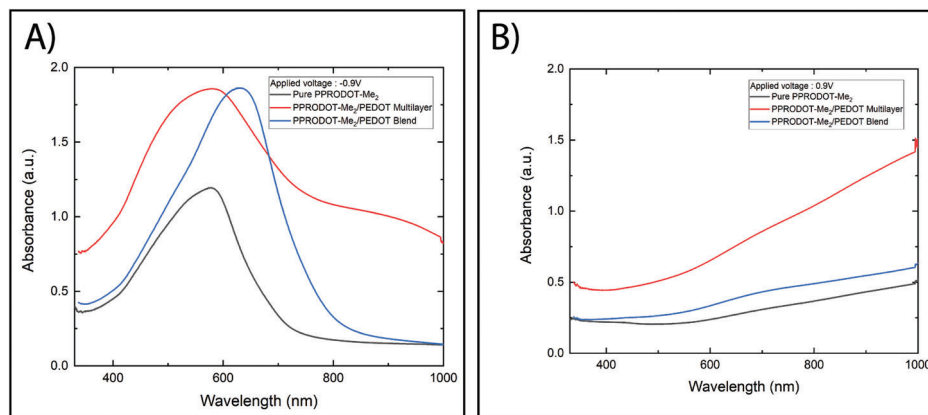 A)
2.0
1.5
1.0
0.5
0.0
Absorbance (a.u.)
400
600
800
1000
Wavelength (nm)
Applied voltage : -0.9V
Pure PPRODOT-Me₂
PPRODOT-Me₂/PEDOT Multilayer
PPRODOT-Me₂/PEDOT Blend
B)
2.0
1.5
1.0
0.5
0.0
Absorbance (a.u.)
400
600
800
1000
Wavelength (nm)
Applied voltage : 0.9V
Pure PPRODOT-Me₂
PPRODOT-Me₂/PEDOT Multilayer
PPRODOT-Me₂/PEDOT Blend